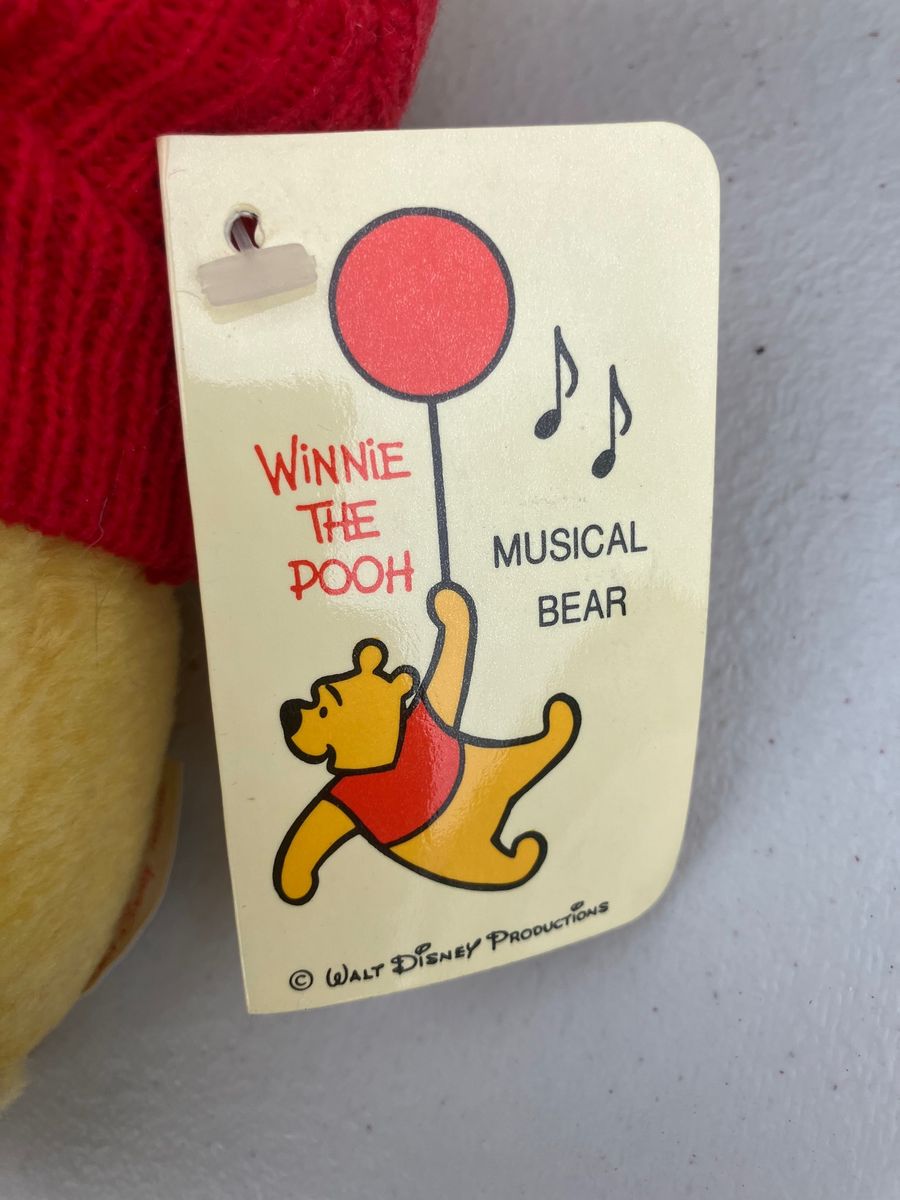 WiNNiE
THE
POOH
MUSICAL
BEAR
© WALT DiSNEY PRODUCTiONS